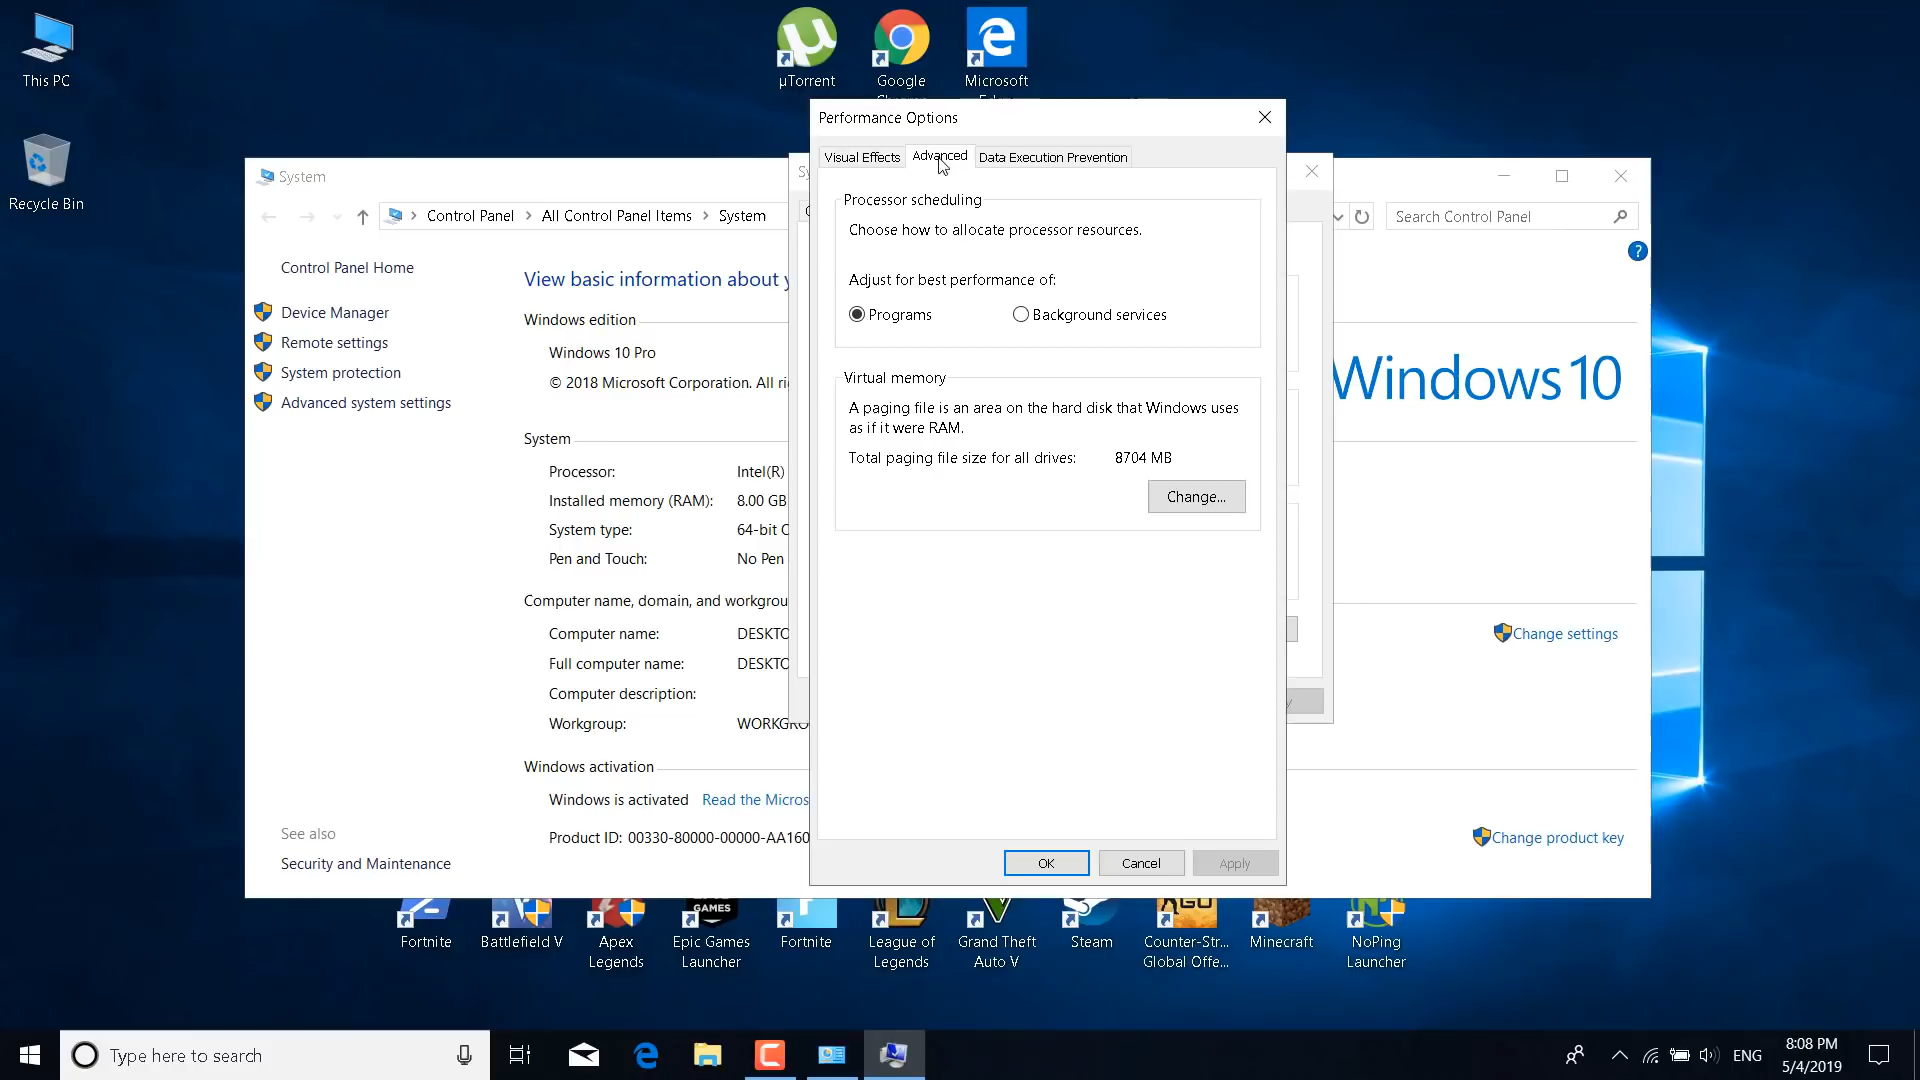 This PC
Recycle Bin
µTorrent
Google
Microsoft
System
Control Panel
All Control Panel Items
System
Search Control Panel
Control Panel Home
Device Manager
Remote settings
System protection
Advanced system settings
See also
Security and Maintenance
View basic information about
Windows edition
Windows 10 Pro
© 2018 Microsoft Corporation. All
System
Processor: Intel(R)
Installed memory (RAM): 8.00 GB
System type: 64-bit
Pen and Touch: No Pen
Computer name, domain, and
Computer name:
Full computer name:
Computer description:
Workgroup:
Windows activation
Windows is activated Read the
Product ID: 00330-80000-00000-AA160
Windows 10
Change settings
Change product key
Performance Options
Visual Effects
Advanced
Data Execution Prevention
Processor scheduling
Choose how to allocate processor resources.
Adjust for best performance of:
Programs
Background services
Virtual memory
A paging file is an area on the hard disk that Windows uses
as if it were RAM.
Total paging file size for all drives: 8704 MB
Change...
OK
Cancel
Apply
GAMES
Fortnite
Battlefield V
Apex
Legends
Epic Games
Launcher
Fortnite
League of
Legends
Grand Theft
Auto V
Steam
Counter-Str...
Global Offe...
Minecraft
NoPing
Launcher
Type here to search
ENG
8:08 PM
5/4/2019